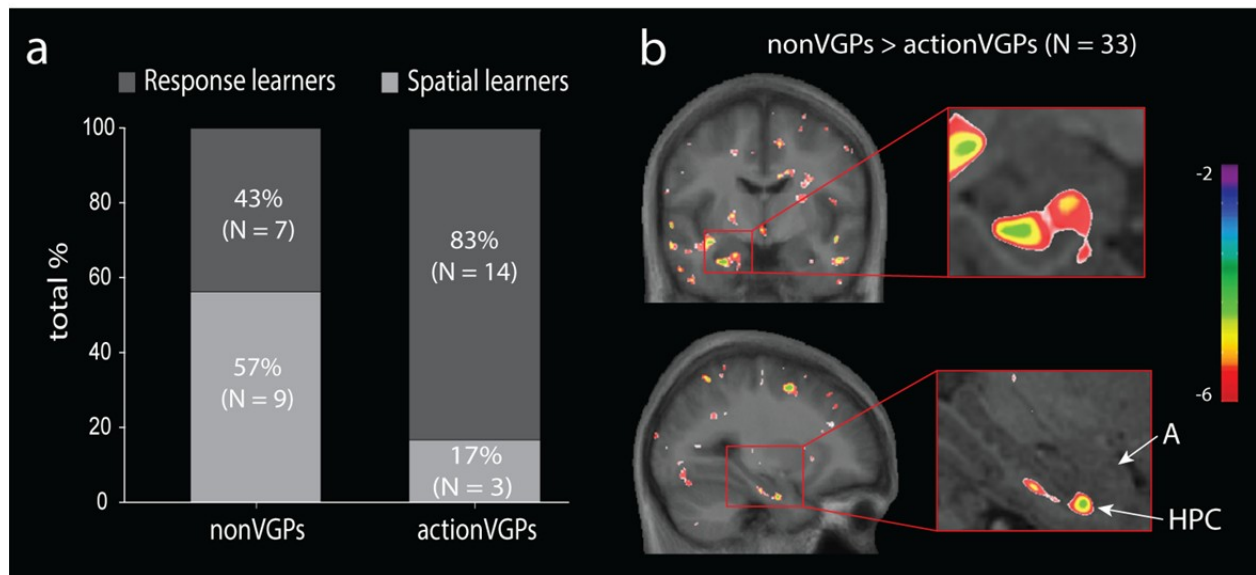 a
Response learners
Spatial learners
total %
100
80
60
40
20
0
43%
(N = 7)
57%
(N = 9)
83%
(N = 14)
17%
(N = 3)
nonVGPs
actionVGPs
b
nonVGPs > actionVGPs (N = 33)
-2
-6
A
HPC